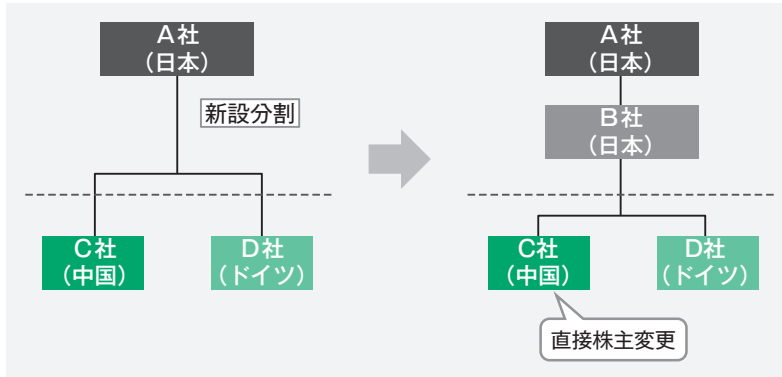 A社
(日本)
新設分割
C社
(中国)
D社
(ドイツ)
A社
(日本)
B社
(日本)
C社
(中国)
D社
(ドイツ)
直接株主変更